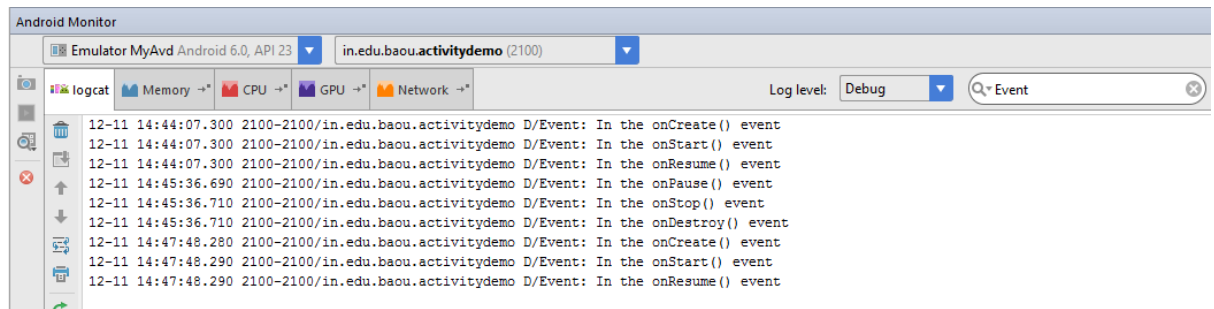 Android Monitor
Emulator MyAvd Android 6.0, API 23 in.edu.baou.activitydemo (2100)
logcat Memory CPU GPU Network Log level: Debug Event
12-11 14:44:07.300 2100-2100/in.edu.baou.activitydemo D/Event: In the onCreate() event
12-11 14:44:07.300 2100-2100/in.edu.baou.activitydemo D/Event: In the onStart() event
12-11 14:44:07.300 2100-2100/in.edu.baou.activitydemo D/Event: In the onResume() event
12-11 14:45:36.690 2100-2100/in.edu.baou.activitydemo D/Event: In the onPause() event
12-11 14:45:36.710 2100-2100/in.edu.baou.activitydemo D/Event: In the onStop() event
12-11 14:45:36.710 2100-2100/in.edu.baou.activitydemo D/Event: In the onDestroy() event
12-11 14:47:48.280 2100-2100/in.edu.baou.activitydemo D/Event: In the onCreate() event
12-11 14:47:48.290 2100-2100/in.edu.baou.activitydemo D/Event: In the onStart() event
12-11 14:47:48.290 2100-2100/in.edu.baou.activitydemo D/Event: In the onResume() event